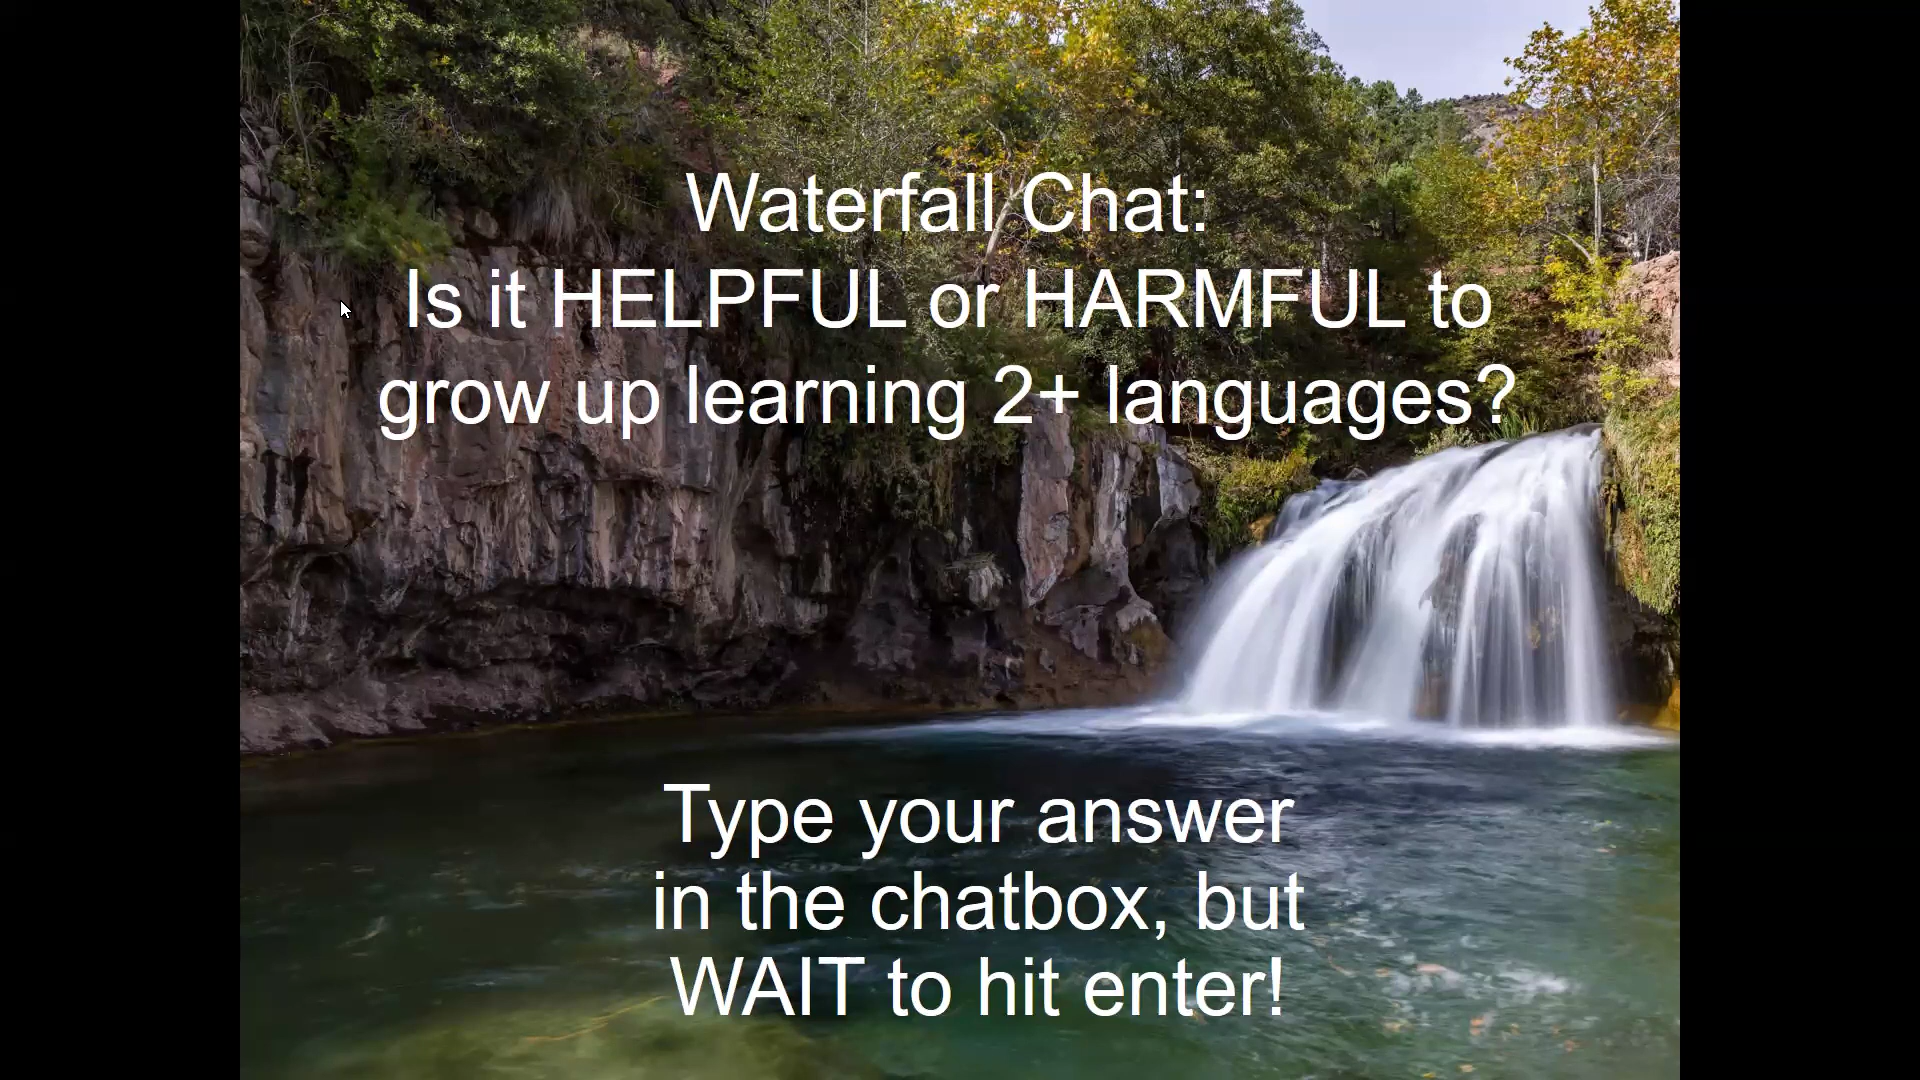 Waterfall Chat:
Is it HELPFUL or HARMFUL to
grow up learning 2+ languages?
Type your answer
in the chatbox, but
WAIT to hit enter!